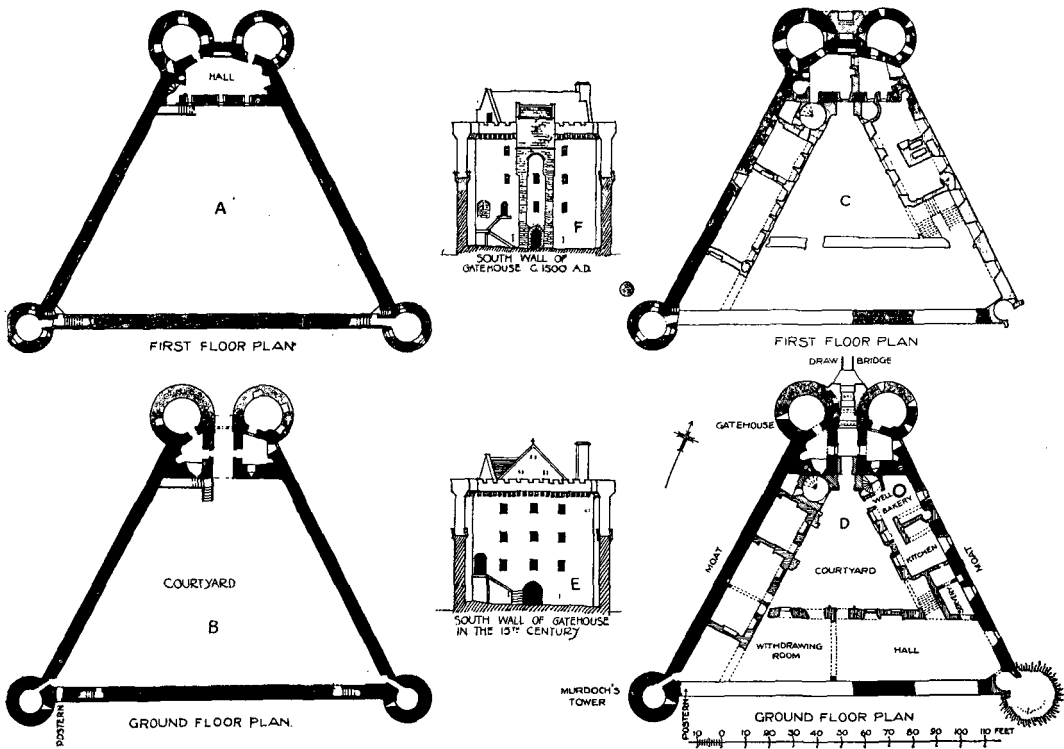 HALL
A
FIRST FLOOR PLAN
F
SOUTH WALL OF
GATEHOUSE C. 1500 A.D.
C
FIRST FLOOR PLAN
DRAW BRIDGE
COURTYARD
B
POSTERN
GROUND FLOOR PLAN.
E
SOUTH WALL OF GATEHOUSE
IN THE 15TH CENTURY
GATEHOUSE
WELL
BAKERY
D
KITCHEN
MOAT
MOAT
COURTYARD
WITHDRAWING
ROOM
HALL
MURDOCH'S
TOWER
POSTERN
GROUND FLOOR PLAN
10 0 10 20 30 40 50 60 70 80 90 100 110 FEET